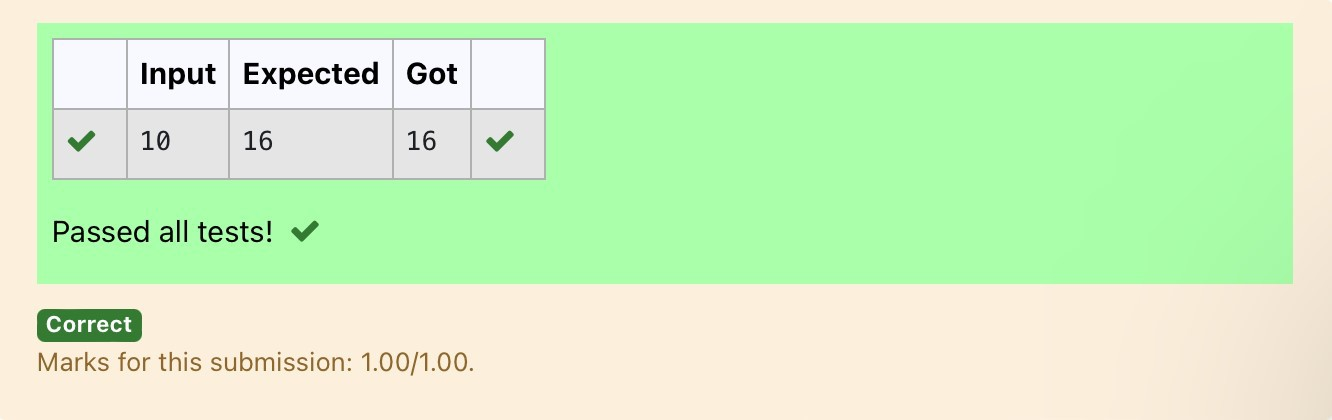 Input Expected Got
10 16 16
Passed all tests!
Correct
Marks for this submission: 1.00/1.00.